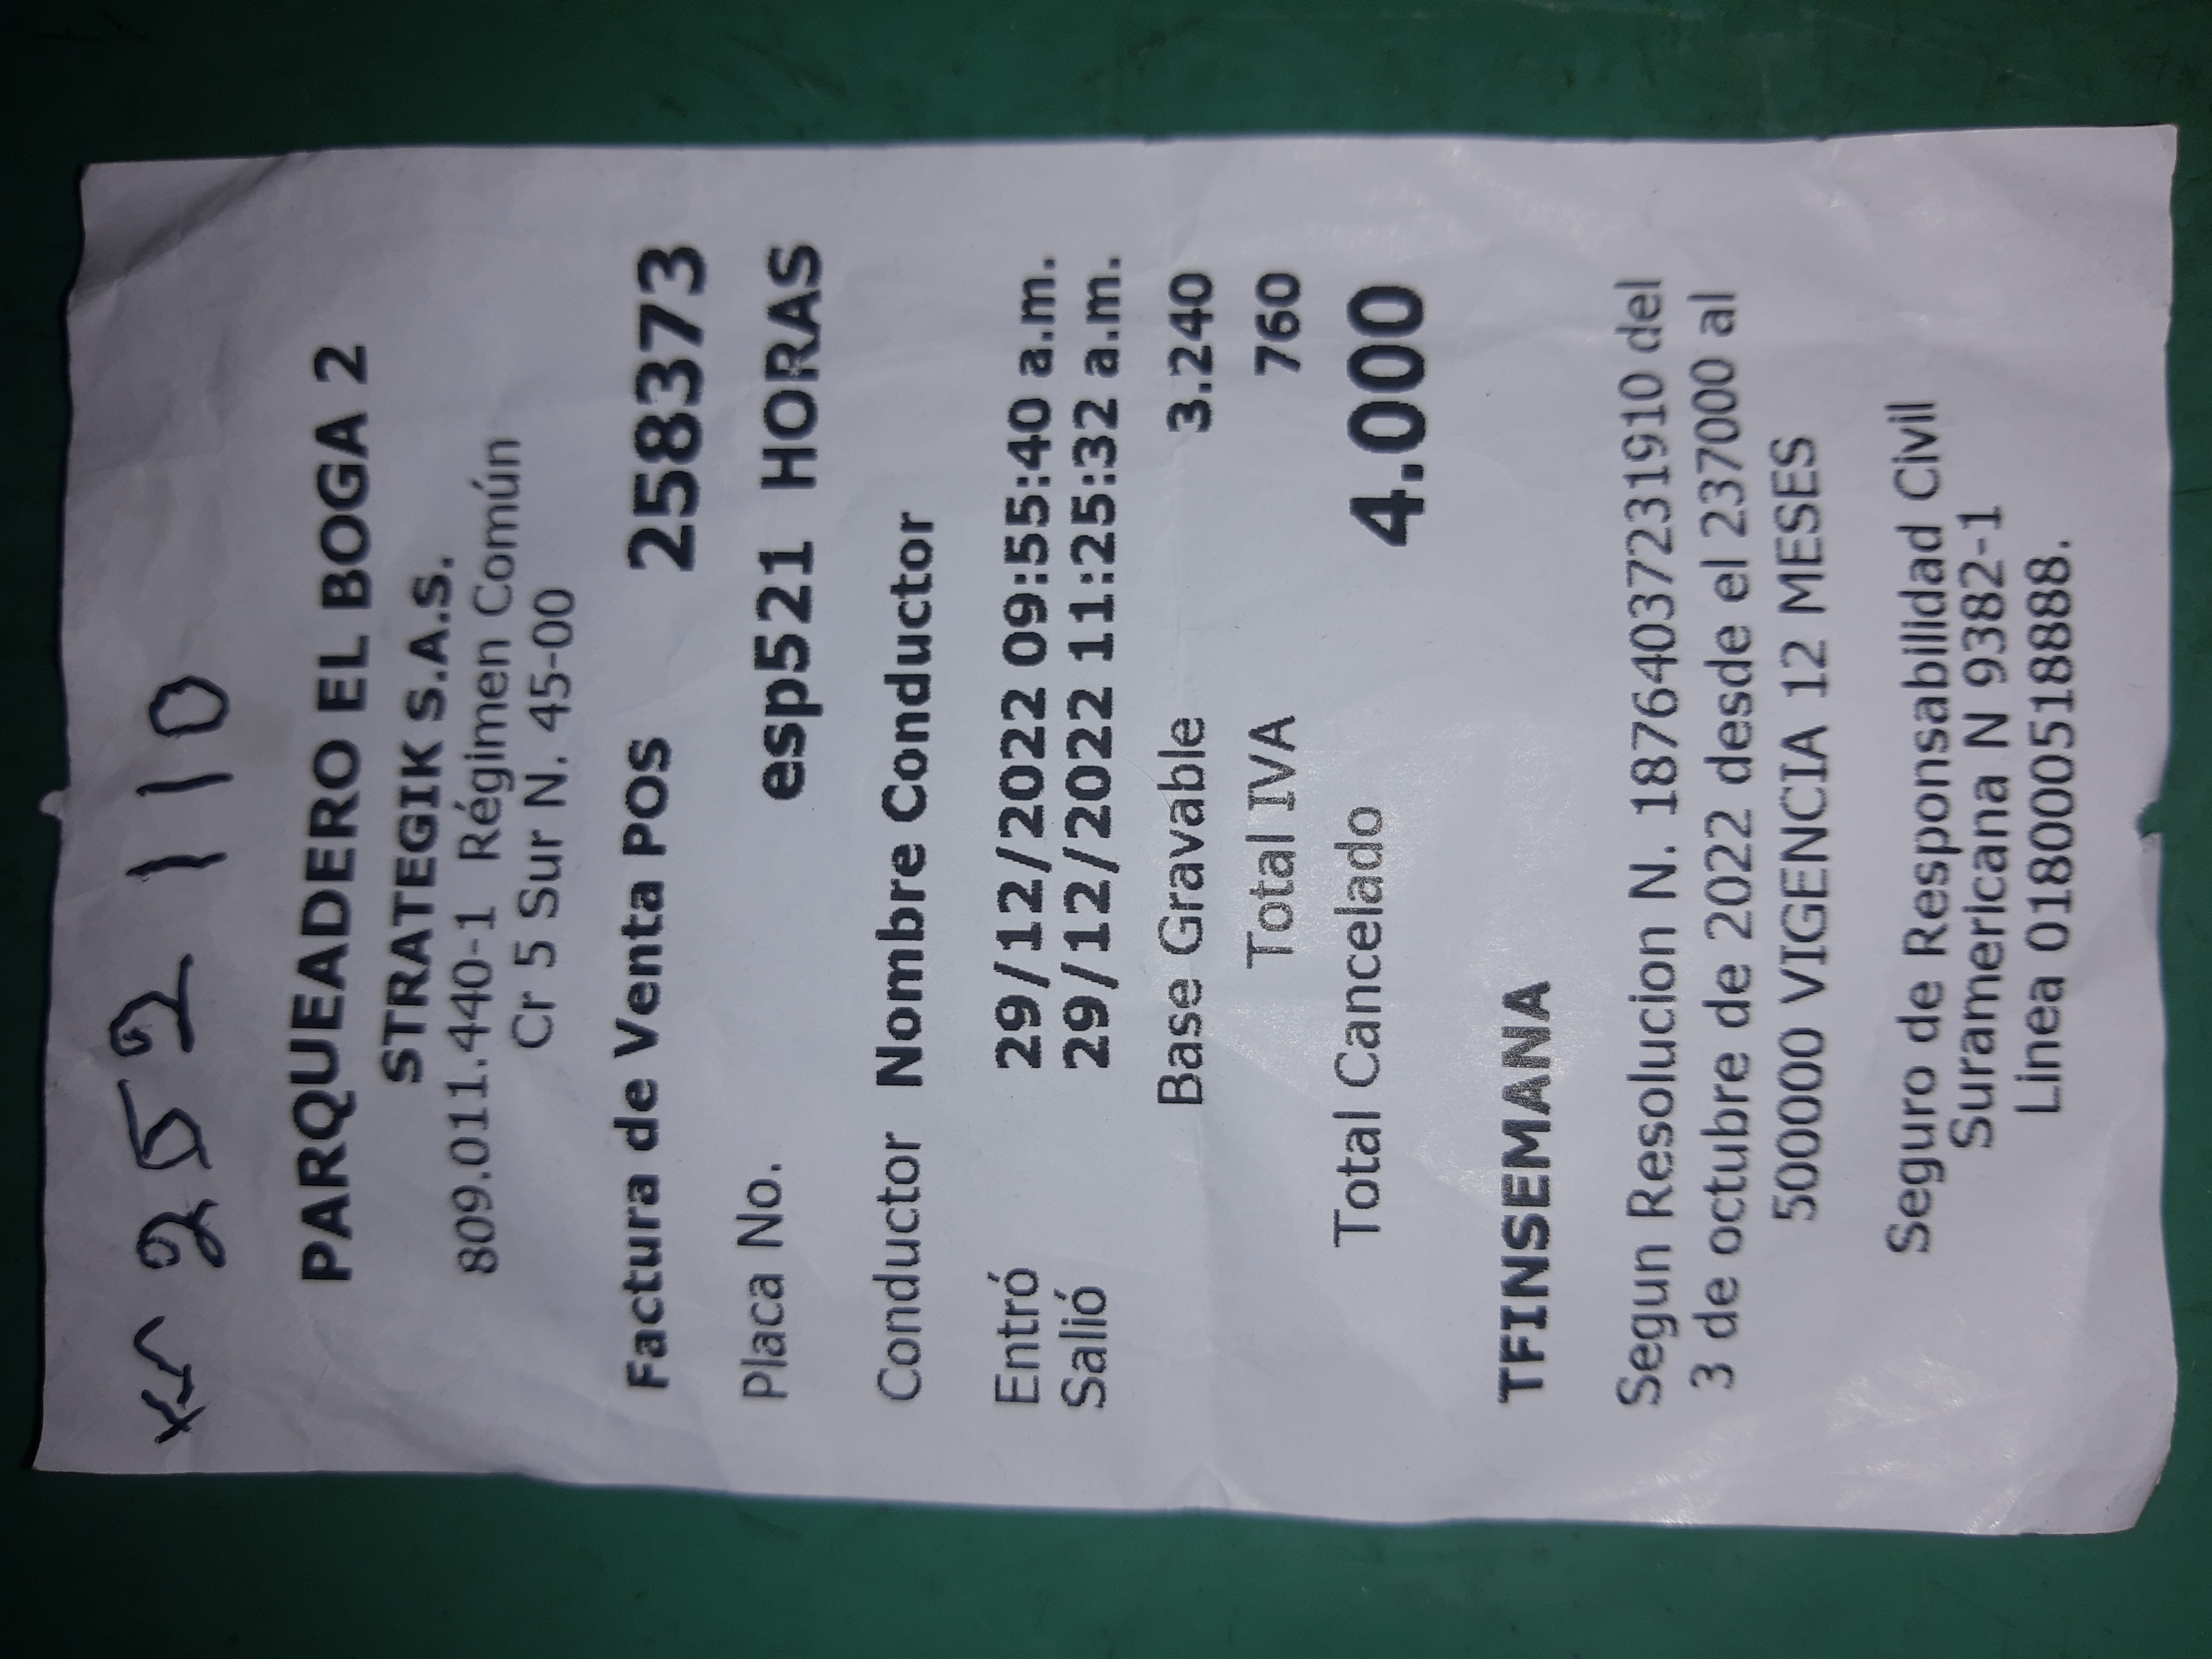 Km 252 110
PARQUEADERO EL BOGA 2
STRATEGIK S.A.S.
809.011.440-1 Régimen Común
Cr 5 Sur N. 45-00
Factura de Venta POS 258373
Placa No. esp521 HORAS
Conductor Nombre Conductor
Entró 29/12/2022 09:55:40 a.m.
Salió 29/12/2022 11:25:32 a.m.
Base Gravable 3.240
Total IVA 760
Total Cancelado 4.000
TFINSEMANA
Segun Resolucion N. 18764037231910 del
3 de octubre de 2022 desde el 237000 al
500000 VIGENCIA 12 MESES
Seguro de Responsabilidad Civil
Suramericana N 9382-1
Linea 018000518888.